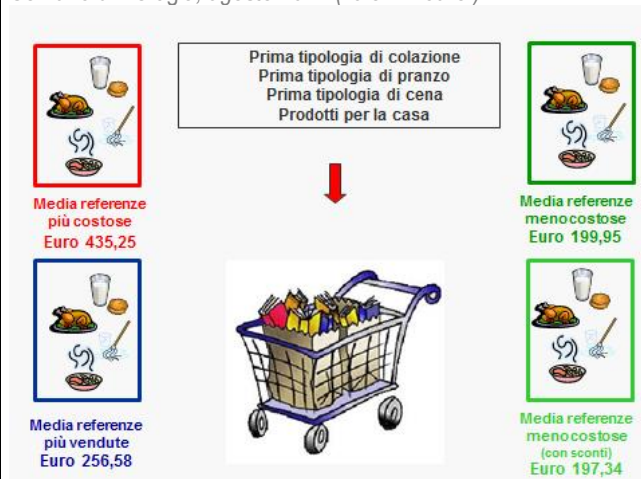 Prima tipologia di colazione
Prima tipologia di pranzo
Prima tipologia di cena
Prodotti per la casa
Media referenze
più costose
Euro 435,25
Media referenze
meno costose
Euro 199,95
Media referenze
più vendute
Euro 256,58
Media referenze
meno costose
(con sconti)
Euro 197,34